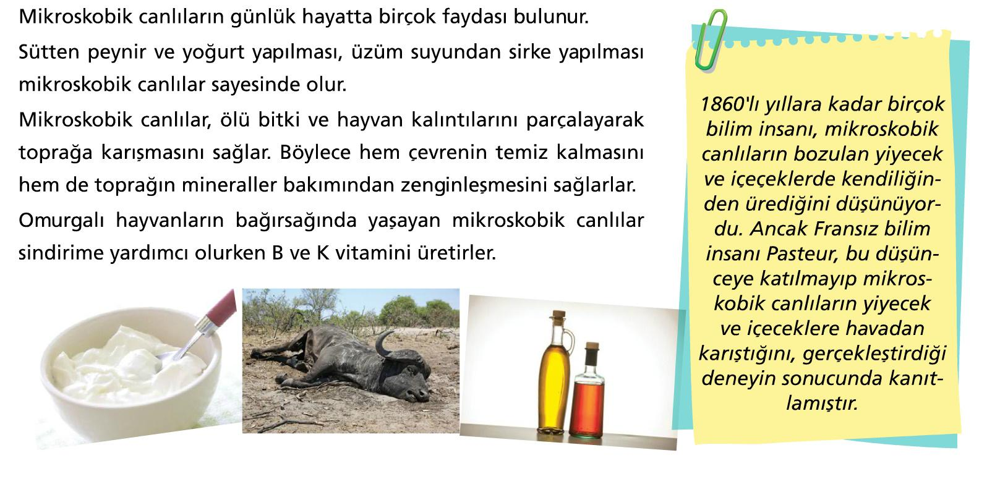 Mikroskobik canlıların günlük hayatta birçok faydası bulunur.
Sütten peynir ve yoğurt yapılması, üzüm suyundan sirke yapılması
mikroskobik canlılar sayesinde olur.
Mikroskobik canlılar, ölü bitki ve hayvan kalıntılarını parçalayarak
toprağa karışmasını sağlar. Böylece hem çevrenin temiz kalmasını
hem de toprağın mineraller bakımından zenginleşmesini sağlarlar.
Omurgalı hayvanların bağırsağında yaşayan mikroskobik canlılar
sindirime yardımcı olurken B ve K vitamini üretirler.
1860'lı yıllara kadar birçok
bilim insanı, mikroskobik
canlıların bozulan yiyecek
ve içeçeklerde kendiliğin-
den ürediğini düşünüyor-
du. Ancak Fransız bilim
insanı Pasteur, bu düşün-
ceye katılmayıp mikros-
kobik canlıların yiyecek
ve içeceklere havadan
karıştığını, gerçekleştirdiği
deneyin sonucunda kanıt-
lamıştır.